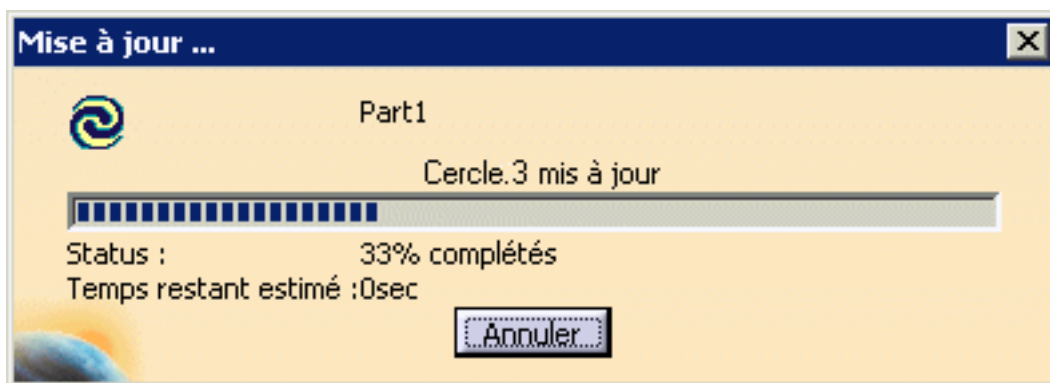 Mise à jour ...
Part1
Cercle.3 mis à jour
Status : 33% complétés
Temps restant estimé :0sec
Annuler